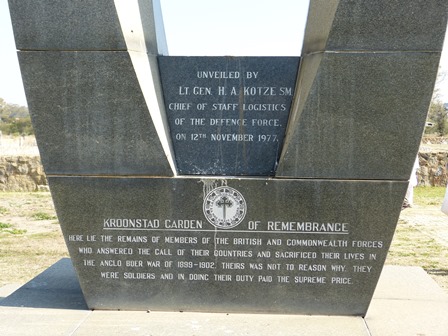 UNVEILED BY
LT GEN. H. A. KOTZE SM
CHIEF OF STAFF LOGISTICS
OF THE DEFENCE FORCE.
ON 12TH NOVEMBER 1977.
KROONSTAD GARDEN OF REMEMBRANCE
HERE LIE THE REMAINS OF MEMBERS OF THE BRITISH AND COMMONWEALTH FORCES
WHO ANSWERED THE CALL OF THEIR COUNTRIES AND SACRIFICED THEIR LIVES IN
THE ANGLO BOER WAR OF 1899-1902. THEIRS WAS NOT TO REASON WHY. THEY
WERE SOLDIERS AND IN DOING THEIR DUTY PAID THE SUPREME PRICE.